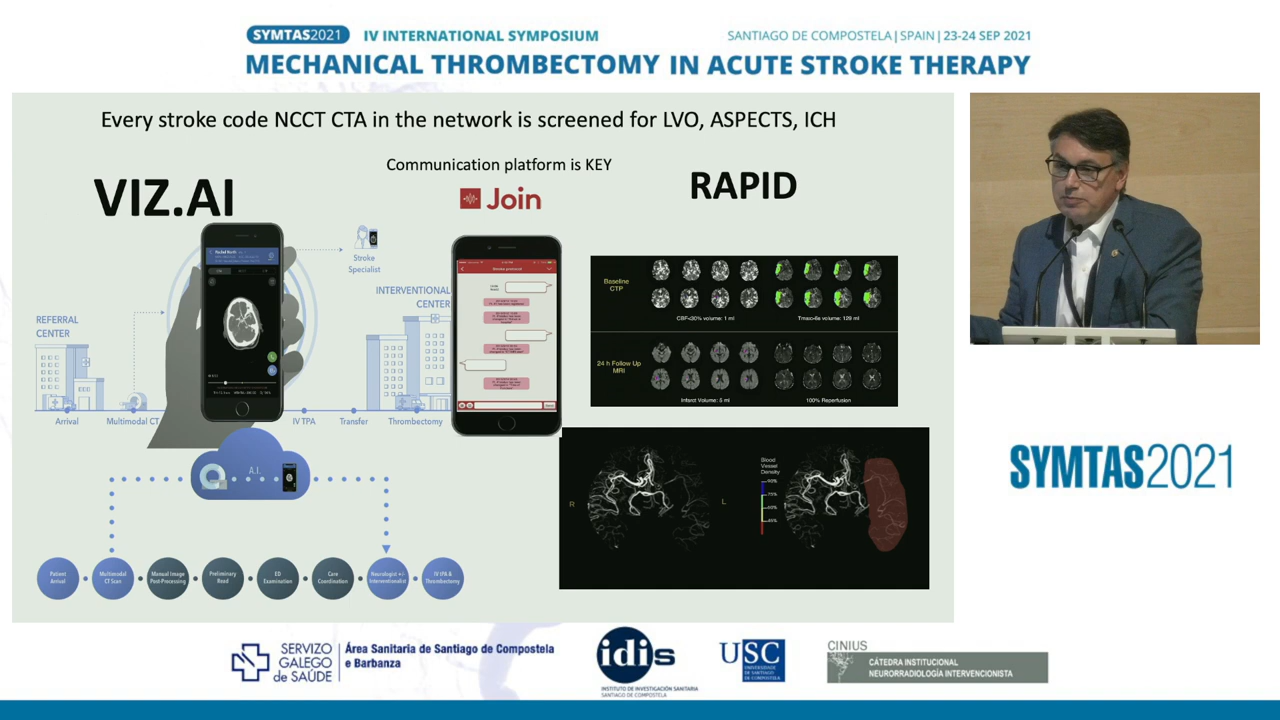 SYMTAS2021 IV INTERNATIONAL SYMPOSIUM
SANTIAGO DE COMPOSTELA | SPAIN | 23-24 SEP 2021
MECHANICAL THROMBECTOMY IN ACUTE STROKE THERAPY
Every stroke code NCCT CTA in the network is screened for LVO, ASPECTS, ICH
Communication platform is KEY
VIZ.AI
Join
RAPID
Stroke
Specialist
INTERVENTIONAL
CENTER
REFERRAL
CENTER
Arrival
Multimodal CT
IV TPA
Transfer
Thrombectomy
A.I.
Patient
Arrival
Multimodal
CT Scan
Manual Image
Post-Processing
Preliminary
Read
ED
Examination
Care
Coordination
Neurologist +/-
Interventionalist
IV tPA &
Thrombectomy
Stroke protocol
Baseline
CTP
CBF<30% volume: 1 ml
Tmax>6s volume: 129 ml
24 h Follow Up
MRI
Infarct Volume: 5 ml
100% Reperfusion
R
L
Blood
Vessel
Density
SYMTAS2021
SERVIZO
GALEGO
de SAÚDE
Área Sanitaria de Santiago de Compostela
e Barbanza
idis
INSTITUTO DE INVESTIGACIÓN SANITARIA
SANTIAGO DE COMPOSTELA
USC
UNIVERSIDADE
DE SANTIAGO
DE COMPOSTELA
CINIUS
CÁTEDRA INSTITUCIONAL
NEURORRADIOLOGÍA INTERVENCIONISTA